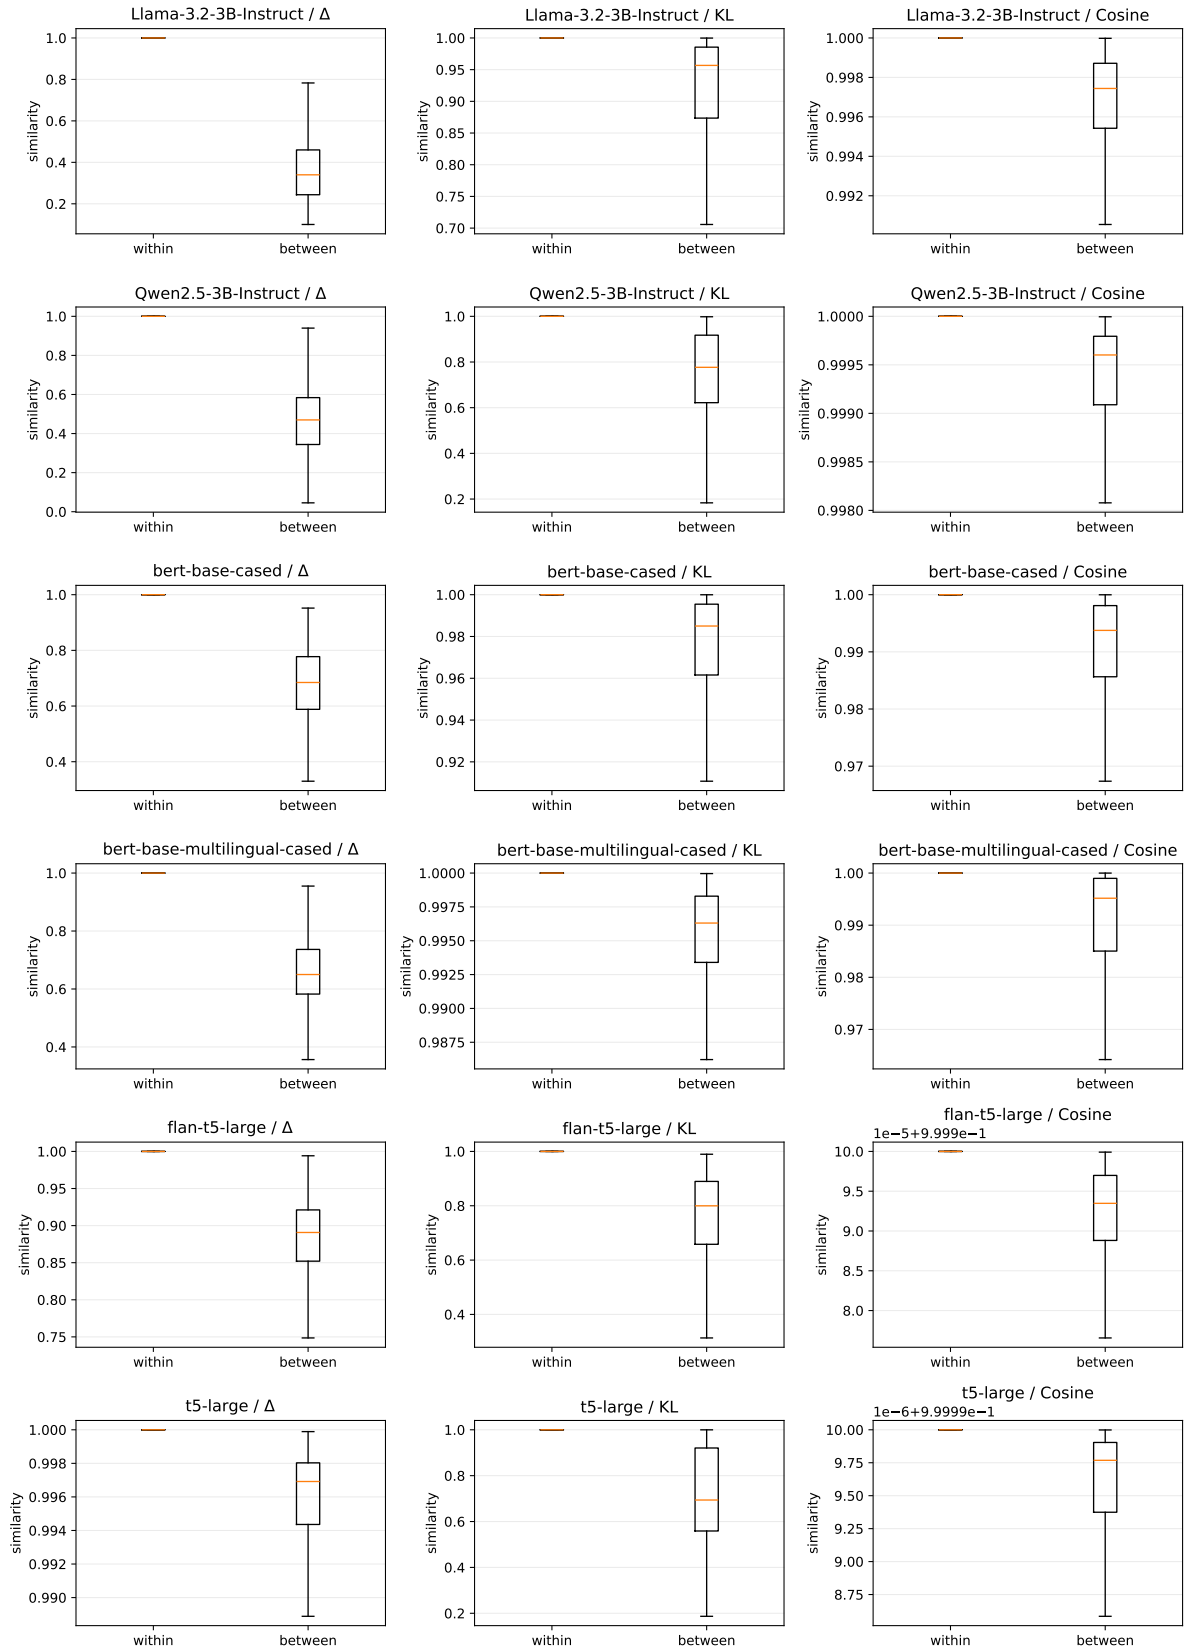 Llama-3.2-3B-Instruct / Δ
1.0
0.8
0.6
0.4
0.2
similarity
within between
Llama-3.2-3B-Instruct / KL
1.00
0.95
0.90
0.85
0.80
0.75
0.70
similarity
within between
Llama-3.2-3B-Instruct / Cosine
1.000
0.998
0.996
0.994
0.992
similarity
within between
Qwen2.5-3B-Instruct / Δ
1.0
0.8
0.6
0.4
0.2
0.0
similarity
within between
Qwen2.5-3B-Instruct / KL
1.0
0.8
0.6
0.4
0.2
similarity
within between
Qwen2.5-3B-Instruct / Cosine
1.0000
0.9995
0.9990
0.9985
0.9980
similarity
within between
bert-base-cased / Δ
1.0
0.8
0.6
0.4
similarity
within between
bert-base-cased / KL
1.00
0.98
0.96
0.94
0.92
similarity
within between
bert-base-cased / Cosine
1.00
0.99
0.98
0.97
similarity
within between
bert-base-multilingual-cased / Δ
1.0
0.8
0.6
0.4
similarity
within between
bert-base-multilingual-cased / KL
1.0000
0.9975
0.9950
0.9925
0.9900
0.9875
similarity
within between
bert-base-multilingual-cased / Cosine
1.00
0.99
0.98
0.97
similarity
within between
flan-t5-large / Δ
1.00
0.95
0.90
0.85
0.80
0.75
similarity
within between
flan-t5-large / KL
1.0
0.8
0.6
0.4
similarity
within between
flan-t5-large / Cosine
1e−5+9.999e−1
10.0
9.5
9.0
8.5
8.0
similarity
within between
t5-large / Δ
1.000
0.998
0.996
0.994
0.992
0.990
similarity
within between
t5-large / KL
1.0
0.8
0.6
0.4
0.2
similarity
within between
t5-large / Cosine
1e−6+9.9999e−1
10.00
9.75
9.50
9.25
9.00
8.75
similarity
within between